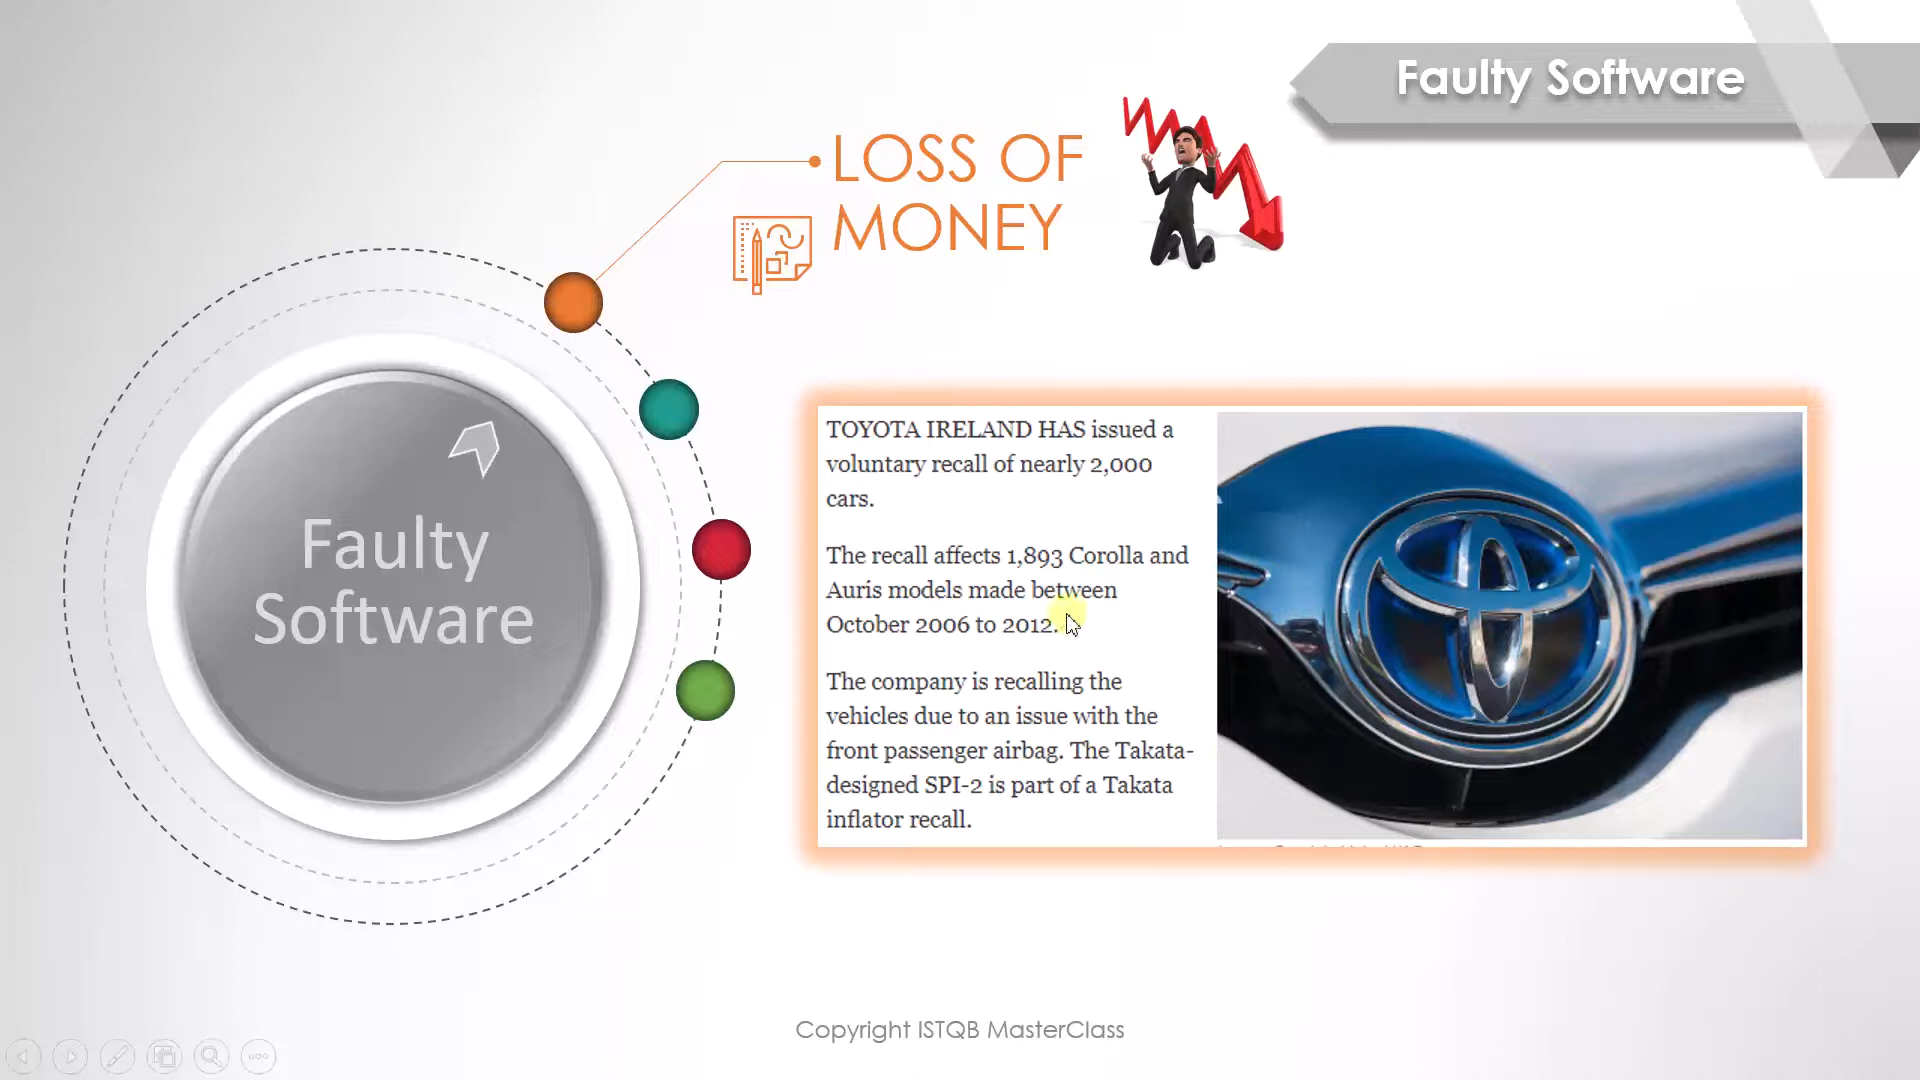 Faulty Software
LOSS OF
MONEY
Faulty
Software
TOYOTA IRELAND HAS issued a
voluntary recall of nearly 2,000
cars.
The recall affects 1,893 Corolla and
Auris models made between
October 2006 to 2012.
The company is recalling the
vehicles due to an issue with the
front passenger airbag. The Takata-
designed SPI-2 is part of a Takata
inflator recall.
Copyright ISTQB MasterClass